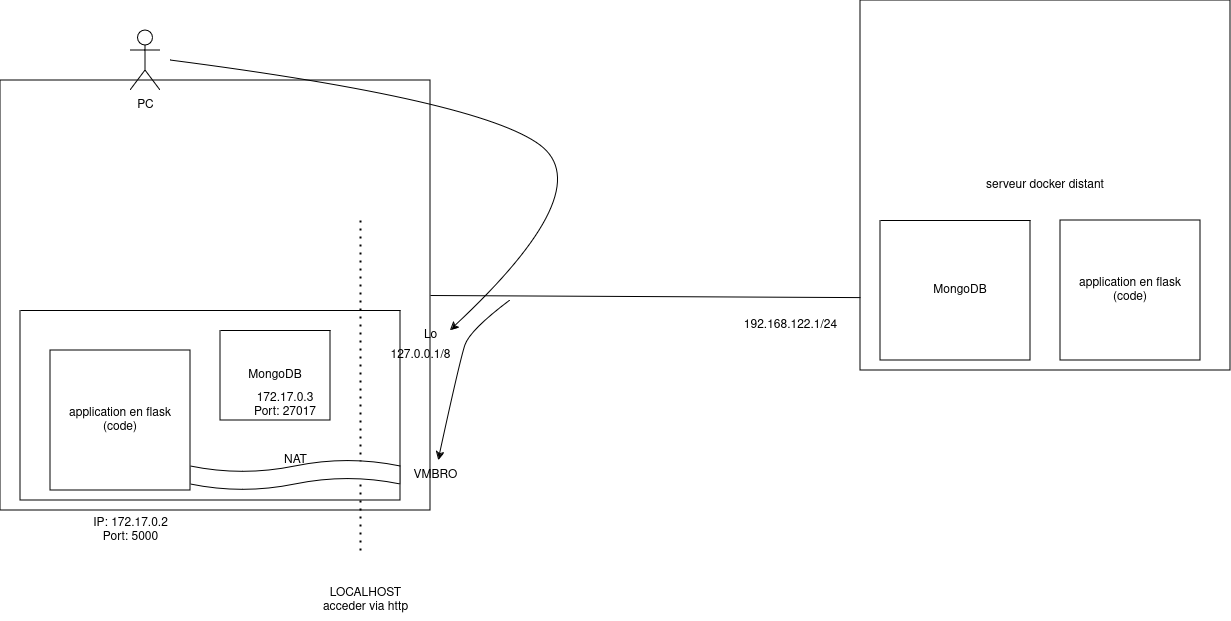 PC
serveur docker distant
MongoDB
application en flask
(code)
192.168.122.1/24
Lo
127.0.0.1/8
MongoDB
172.17.0.3
Port: 27017
application en flask
(code)
NAT
VMBRO
IP: 172.17.0.2
Port: 5000
LOCALHOST
acceder via http